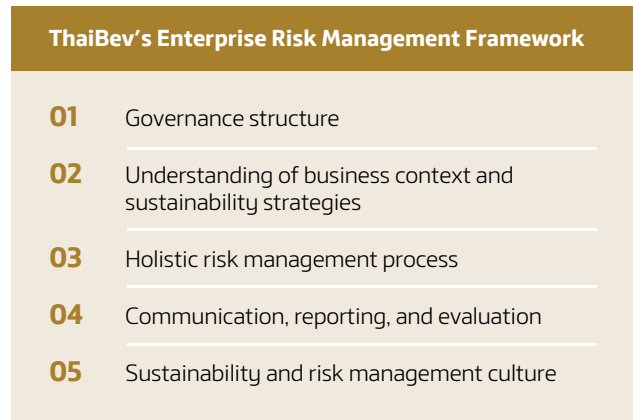 ThaiBev’s Enterprise Risk Management Framework
01 Governance structure
02 Understanding of business context and
sustainability strategies
03 Holistic risk management process
04 Communication, reporting, and evaluation
05 Sustainability and risk management culture